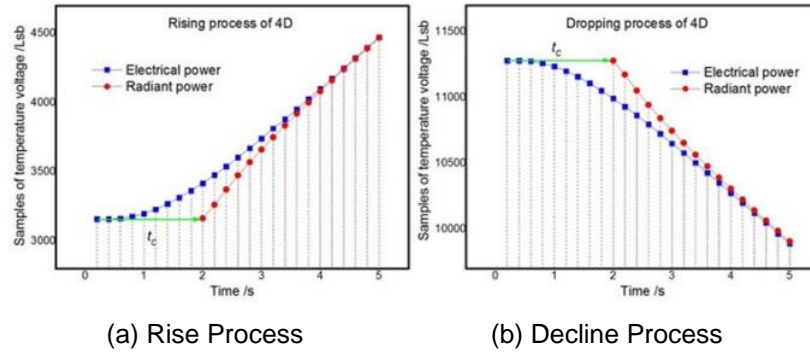 Rising process of 4D
Electrical power
Radiant power
t_c
Samples of temperature voltage /Lsb
4500
4000
3500
3000
0 1 2 3 4 5
Time /s
(a) Rise Process
Dropping process of 4D
t_c
Electrical power
Radiant power
Samples of temperature voltage /Lsb
11500
11000
10500
10000
0 1 2 3 4 5
Time /s
(b) Decline Process